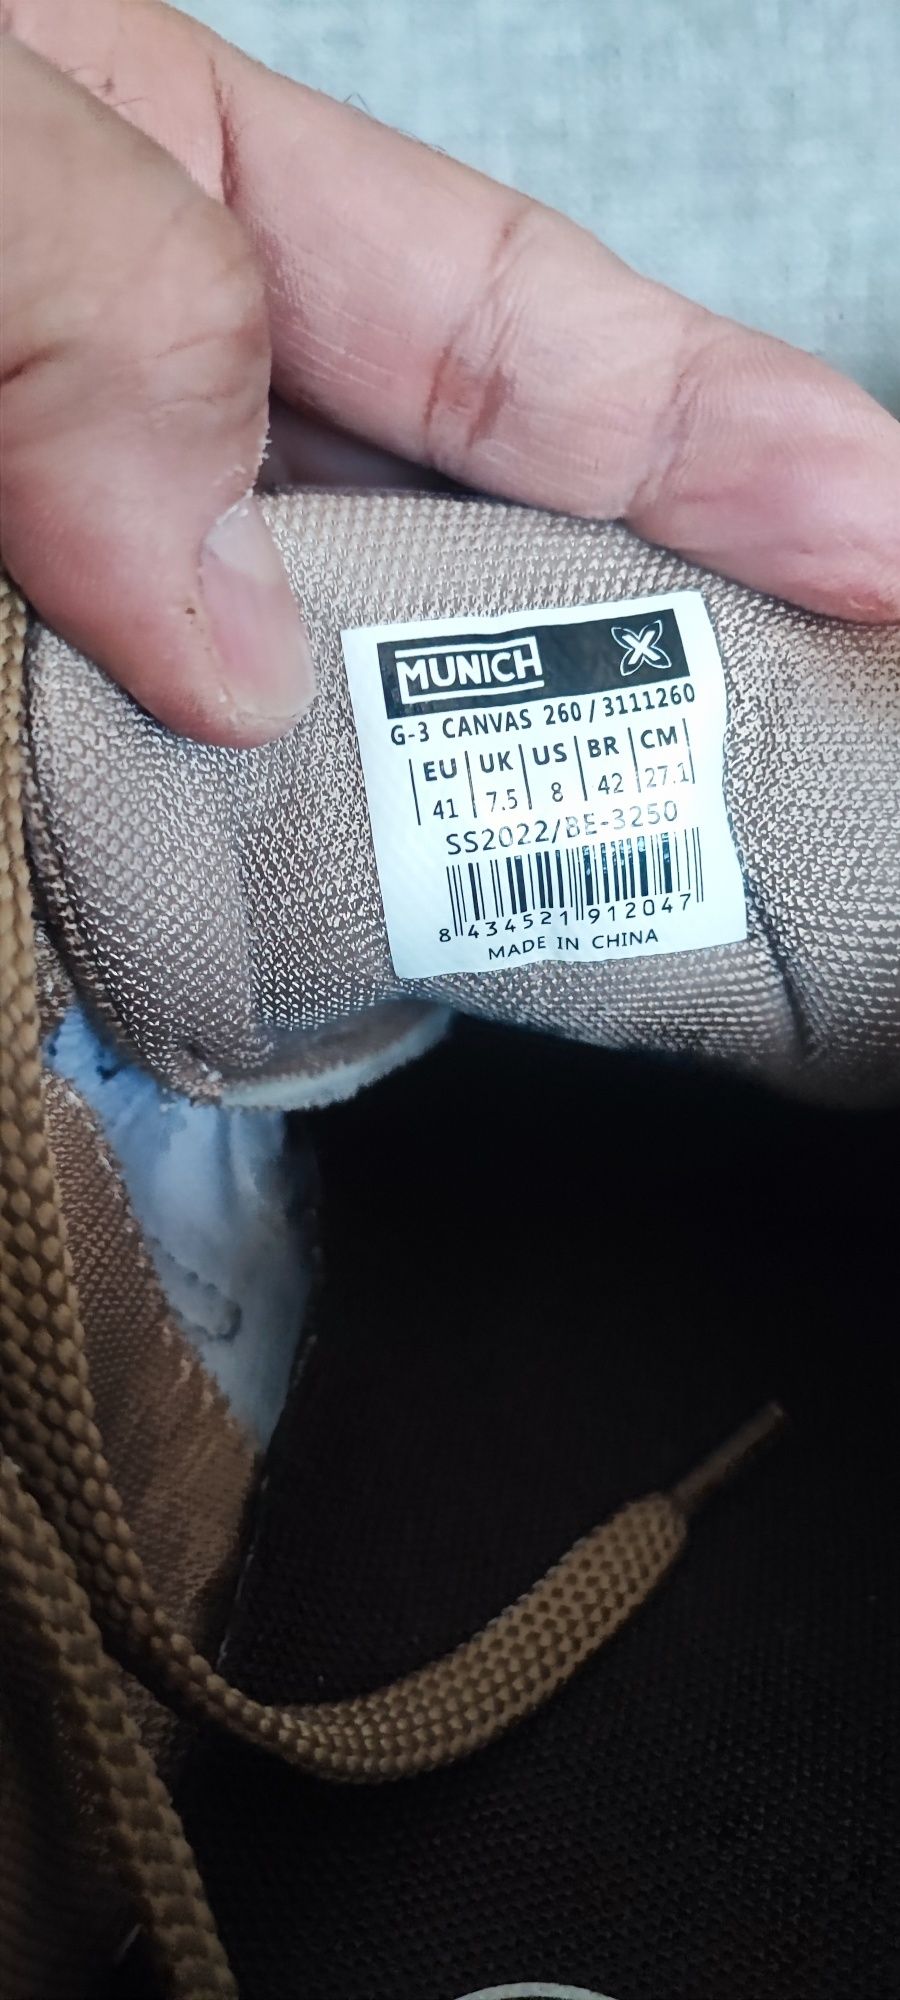 MUNICH X
G-3 CANVAS 260/3111260
EU UK US BR CM
41 7.5 8 42 27.1
SS2022/BE-3250
8 434521 912047
MADE IN CHINA